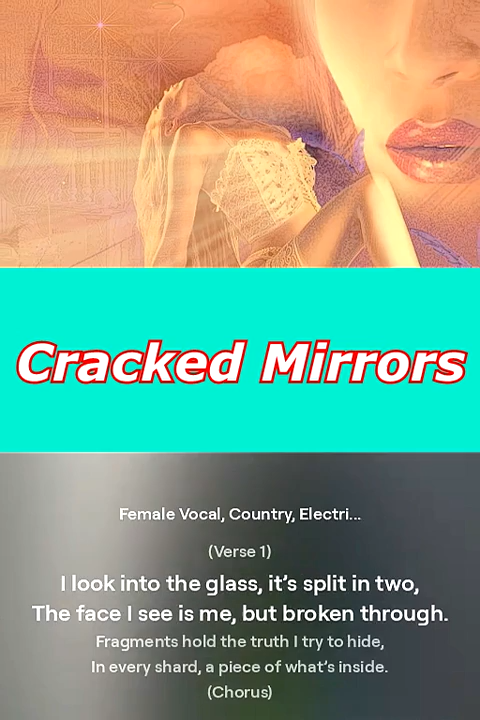 Cracked Mirrors
Female Vocal, Country, Electri...
(Verse 1)
I look into the glass, it’s split in two,
The face I see is me, but broken through.
Fragments hold the truth I try to hide,
In every shard, a piece of what’s inside.
(Chorus)